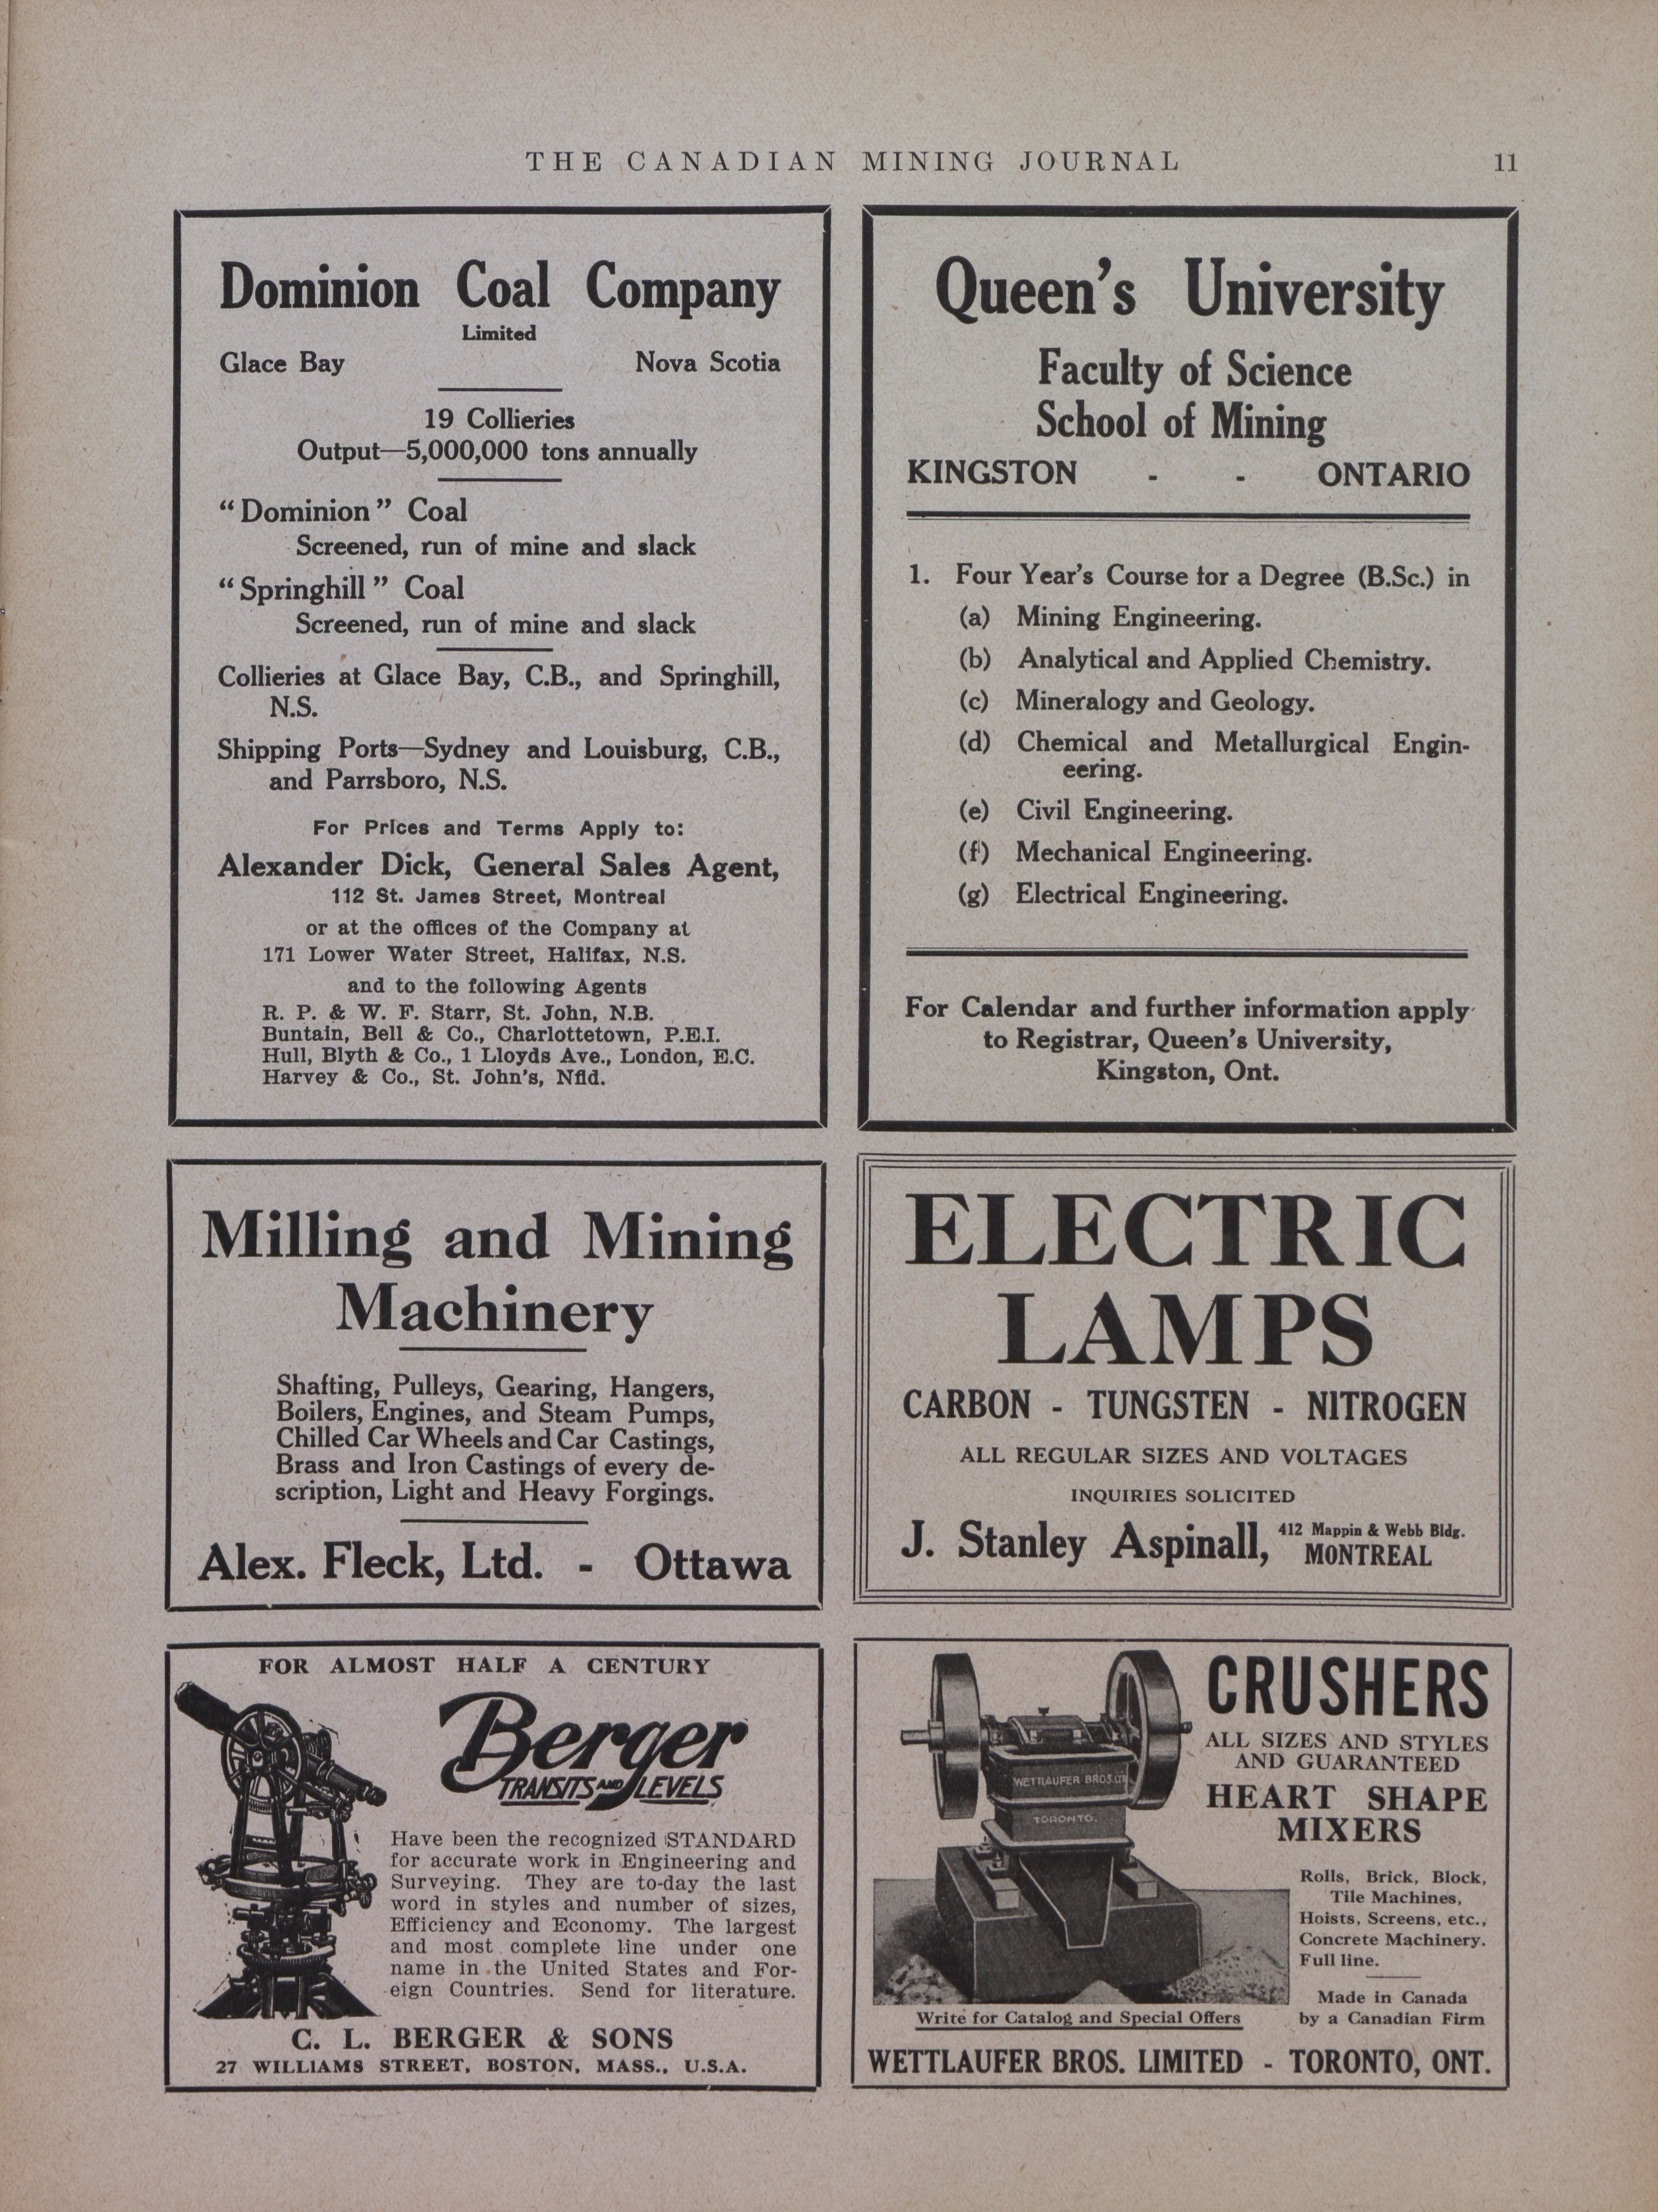 THE CANADIAN MINING JOURNAL 11
Dominion Coal Company
Limited
Glace Bay Nova Scotia
19 Collieries
Output—5,000,000 tons annually
"Dominion" Coal
Screened, run of mine and slack
"Springhill" Coal
Screened, run of mine and slack
Collieries at Glace Bay, C.B., and Springhill,
N.S.
Shipping Ports—Sydney and Louisburg, C.B.,
and Parrsboro, N.S.
For Prices and Terms Apply to:
Alexander Dick, General Sales Agent,
112 St. James Street, Montreal
or at the offices of the Company at
171 Lower Water Street, Halifax, N.S.
and to the following Agents
R. P. & W. F. Starr, St. John, N.B.
Buntain, Bell & Co., Charlottetown, P.E.I.
Hull, Blyth & Co., 1 Lloyds Ave., London, E.C.
Harvey & Co., St. John's, Nfld.
Queen's University
Faculty of Science
School of Mining
KINGSTON - - ONTARIO
1. Four Year's Course for a Degree (B.Sc.) in
(a) Mining Engineering.
(b) Analytical and Applied Chemistry.
(c) Mineralogy and Geology.
(d) Chemical and Metallurgical Engin-
eering.
(e) Civil Engineering.
(f) Mechanical Engineering.
(g) Electrical Engineering.
For Calendar and further information apply
to Registrar, Queen's University,
Kingston, Ont.
Milling and Mining
Machinery
Shafting, Pulleys, Gearing, Hangers,
Boilers, Engines, and Steam Pumps,
Chilled Car Wheels and Car Castings,
Brass and Iron Castings of every de-
scription, Light and Heavy Forgings.
Alex. Fleck, Ltd. - Ottawa
ELECTRIC
LAMPS
CARBON - TUNGSTEN - NITROGEN
ALL REGULAR SIZES AND VOLTAGES
INQUIRIES SOLICITED
J. Stanley Aspinall, 412 Mappin & Webb Bldg.
MONTREAL
FOR ALMOST HALF A CENTURY
Berger
TRANSITS AND LEVELS
Have been the recognized STANDARD
for accurate work in Engineering and
Surveying. They are to-day the last
word in styles and number of sizes,
Efficiency and Economy. The largest
and most complete line under one
name in the United States and For-
eign Countries. Send for literature.
C. L. BERGER & SONS
27 WILLIAMS STREET, BOSTON, MASS., U.S.A.
CRUSHERS
ALL SIZES AND STYLES
AND GUARANTEED
HEART SHAPE
MIXERS
WETTLAUFER BROS. LTD
TORONTO.
Rolls, Brick, Block,
Tile Machines,
Hoists, Screens, etc.,
Concrete Machinery.
Full line.
Made in Canada
by a Canadian Firm
Write for Catalog and Special Offers
WETTLAUFER BROS. LIMITED - TORONTO, ONT.